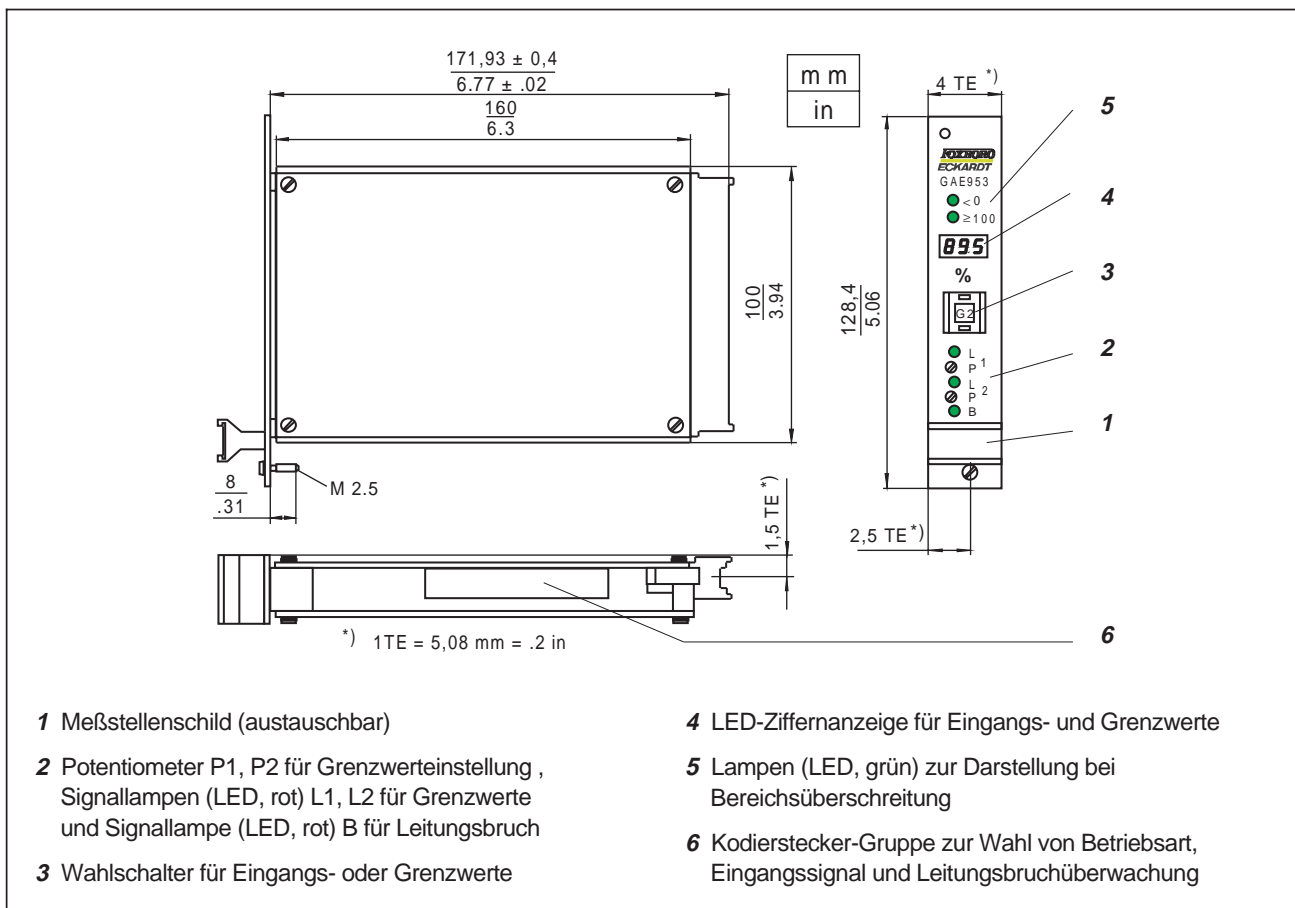 171,93 ± 0,4
6.77 ± .02
160
6.3
m m
in
4 TE *)
5
FOXBORO
ECKARDT
GAE953
< 0
≥100
4
89.5
%
3
G2
100
3.94
128,4
5.06
L
P 1
L
P 2
B
2
1
8
.31
M 2.5
1,5 TE *)
2,5 TE *)
*) 1TE = 5,08 mm = .2 in
6
1 Meßstellenschild (austauschbar)
2 Potentiometer P1, P2 für Grenzwerteinstellung ,
Signallampen (LED, rot) L1, L2 für Grenzwerte
und Signallampe (LED, rot) B für Leitungsbruch
3 Wahlschalter für Eingangs- oder Grenzwerte
4 LED-Ziffernanzeige für Eingangs- und Grenzwerte
5 Lampen (LED, grün) zur Darstellung bei
Bereichsüberschreitung
6 Kodierstecker-Gruppe zur Wahl von Betriebsart,
Eingangssignal und Leitungsbruchüberwachung